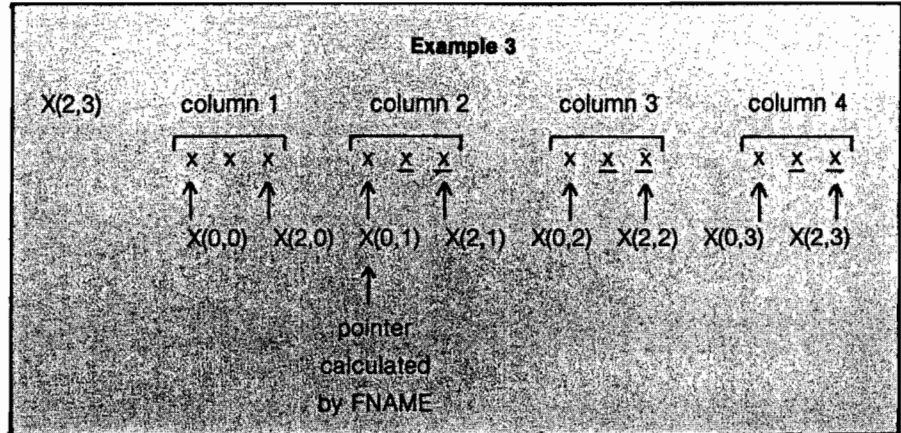 Example 3
X(2,3) column 1 column 2 column 3 column 4
x x x x x x x x x x x x
X(0,0) X(2,0) X(0,1) X(2,1) X(0,2) X(2,2) X(0,3) X(2,3)
pointer
calculated
by FNAME